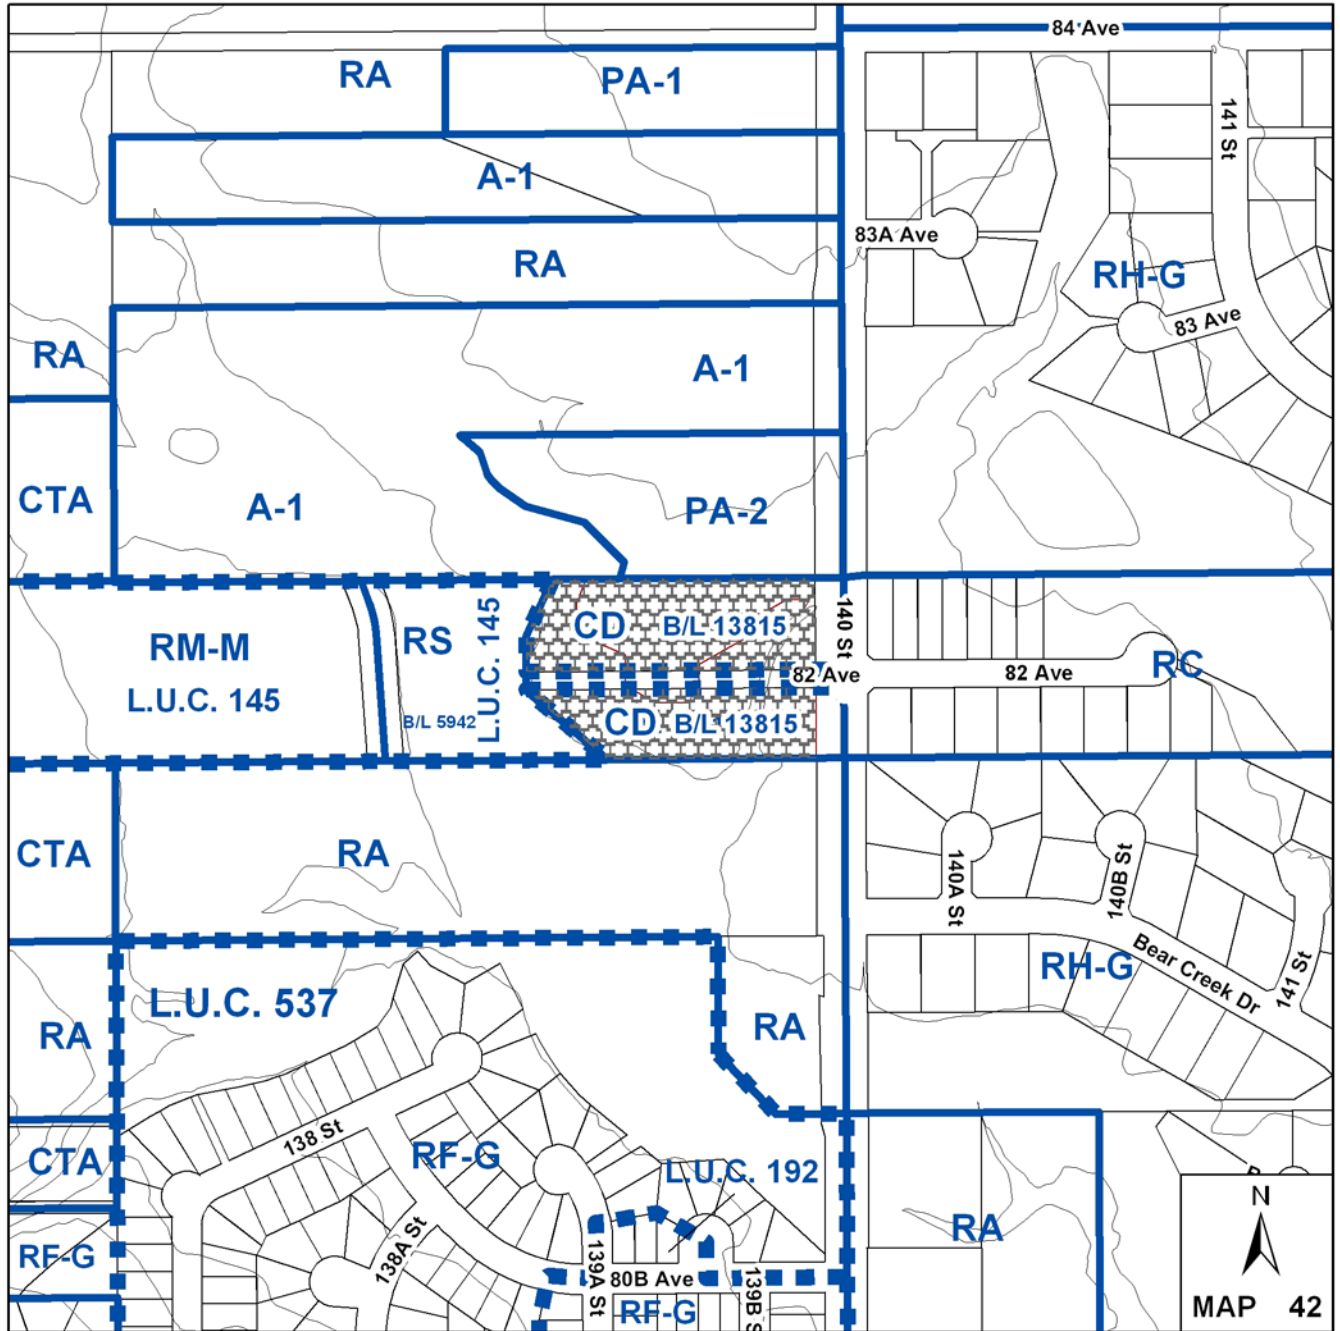 84 Ave
RA
PA-1
141 St
A-1
83A Ave
RA
RH-G
83 Ave
RA
A-1
CTA
A-1
PA-2
RM-M
L.U.C. 145
RS
B/L 5942
L.U.C. 145
CD
B/L 13815
140 St
82 Ave
82 Ave
RC
CD
B/L 13815
CTA
RA
140A St
140B St
Bear Creek Dr
141 St
RH-G
L.U.C. 537
RA
RA
138 St
RF-G
CTA
L.U.C. 192
RA
RF-G
138A St
139A St
80B Ave
139B S
RF-G
N
MAP 42